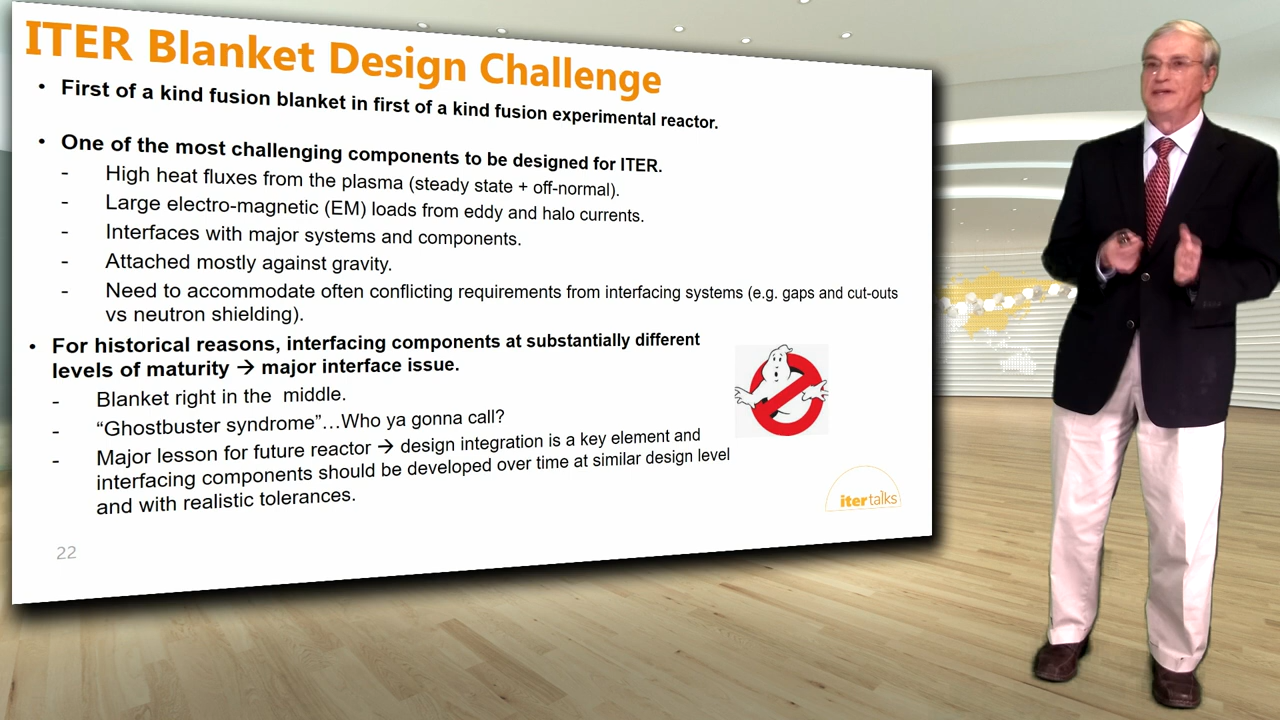 ITER Blanket Design Challenge
• First of a kind fusion blanket in first of a kind fusion experimental reactor.
• One of the most challenging components to be designed for ITER.
- High heat fluxes from the plasma (steady state + off-normal).
- Large electro-magnetic (EM) loads from eddy and halo currents.
- Interfaces with major systems and components.
- Attached mostly against gravity.
- Need to accommodate often conflicting requirements from interfacing systems (e.g. gaps and cut-outs
vs neutron shielding).
• For historical reasons, interfacing components at substantially different
levels of maturity → major interface issue.
- Blanket right in the middle.
- “Ghostbuster syndrome”…Who ya gonna call?
- Major lesson for future reactor → design integration is a key element and
interfacing components should be developed over time at similar design level
and with realistic tolerances.
iter talks
22